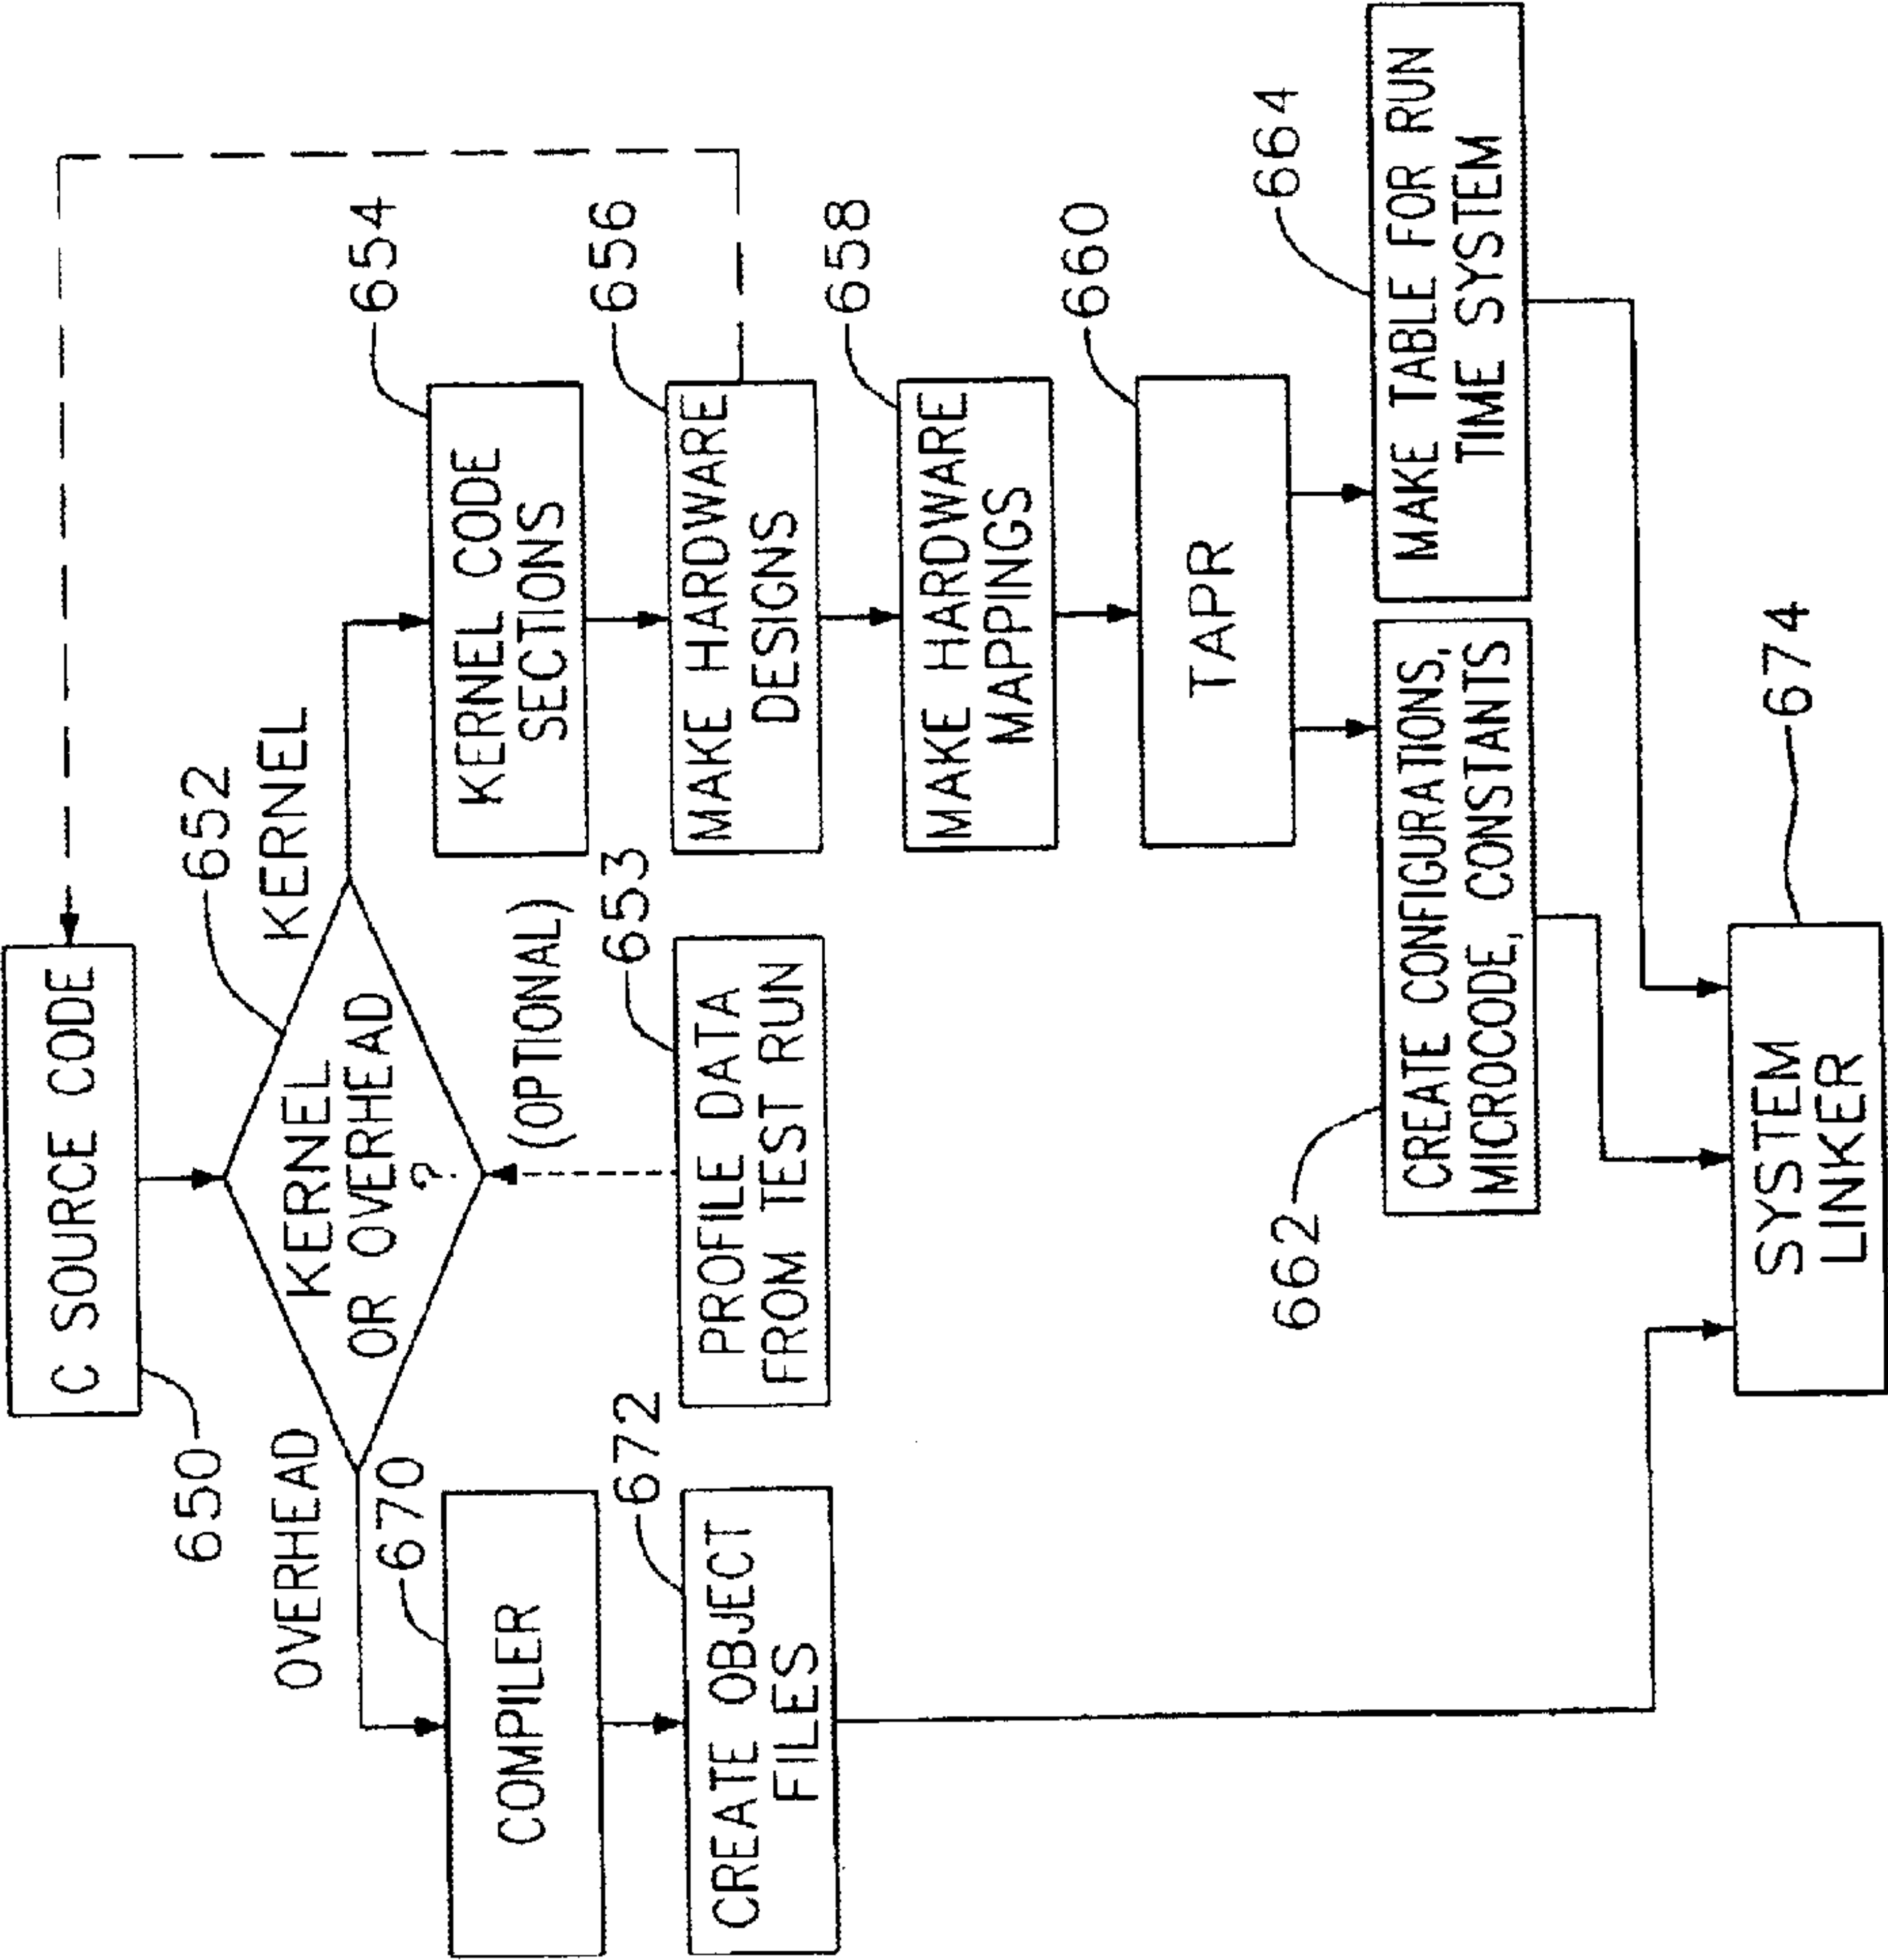 C SOURCE CODE
650
652
KERNEL
OR OVERHEAD
?
OVERHEAD
KERNEL
(OPTIONAL)
653
PROFILE DATA
FROM TEST RUN
670
COMPILER
672
CREATE OBJECT
FILES
654
KERNEL CODE
SECTIONS
656
MAKE HARDWARE
DESIGNS
658
MAKE HARDWARE
MAPPINGS
660
TAPR
662
CREATE CONFIGURATIONS,
MICROCODE, CONSTANTS
664
MAKE TABLE FOR RUN
TIME SYSTEM
674
SYSTEM
LINKER